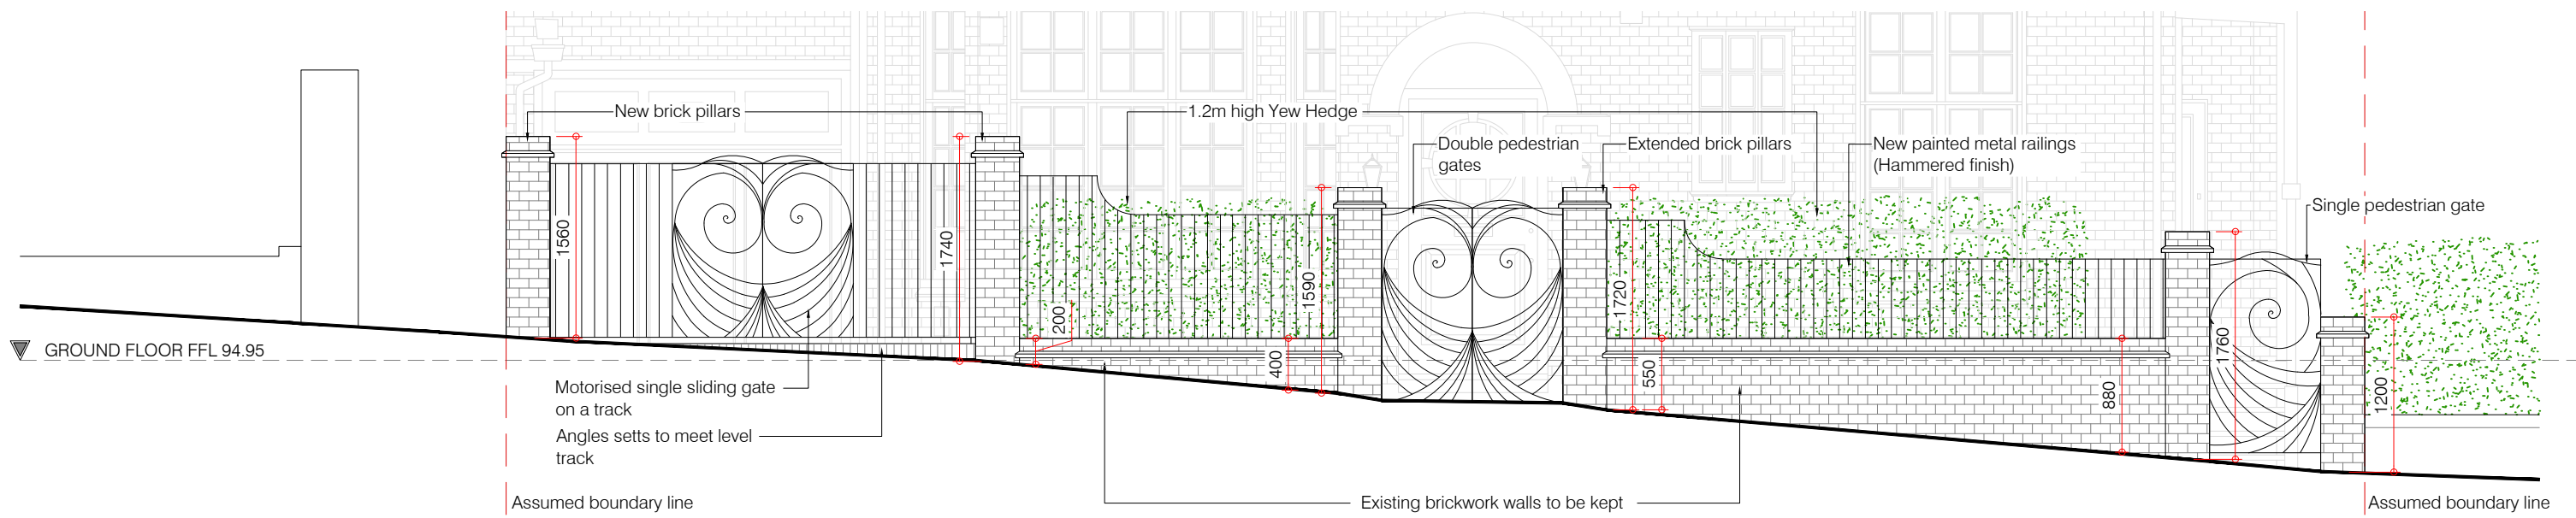 New brick pillars
1.2m high Yew Hedge
Double pedestrian
gates
Extended brick pillars
New painted metal railings
(Hammered finish)
Single pedestrian gate
1560
1740
200
1590
400
1720
550
880
1760
1200
GROUND FLOOR FFL 94.95
Motorised single sliding gate
on a track
Angles setts to meet level
track
Assumed boundary line
Existing brickwork walls to be kept
Assumed boundary line